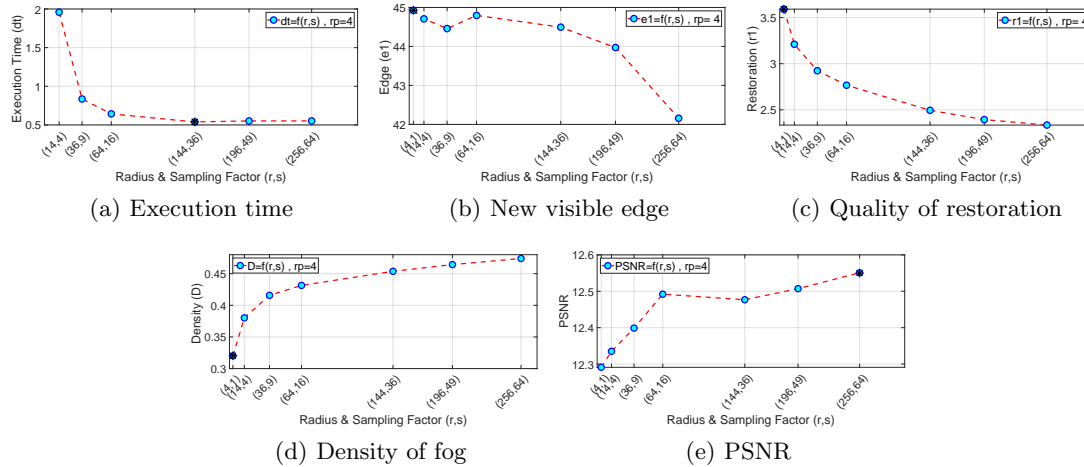 2
1.5
1
0.5
Execution Time (dt)
dt=f(r,s) , rp=4
(14,4)
(36,9)
(64,16)
(144,36)
(196,49)
(256,64)
Radius & Sampling Factor (r,s)
(a) Execution time
45
44
43
42
Edge (e1)
e1=f(r,s) , rp= 4
(4,1)
(14,4)
(36,9)
(64,16)
(144,36)
(196,49)
(256,64)
Radius & Sampling Factor (r,s)
(b) New visible edge
3.5
3
2.5
Restoration (r1)
r1=f(r,s) , rp= 4
(4,1)
(14,4)
(36,9)
(64,16)
(144,36)
(196,49)
(256,64)
Radius & Sampling Factor (r,s)
(c) Quality of restoration
0.45
0.4
0.35
0.3
Density (D)
D=f(r,s) , rp=4
(4,1)
(14,4)
(36,9)
(64,16)
(144,36)
(196,49)
(256,64)
Radius & Sampling Factor (r,s)
(d) Density of fog
12.6
12.5
12.4
12.3
PSNR
PSNR=f(r,s) , rp=4
(4,1)
(14,4)
(36,9)
(64,16)
(144,36)
(196,49)
(256,64)
Radius & Sampling Factor (r,s)
(e) PSNR